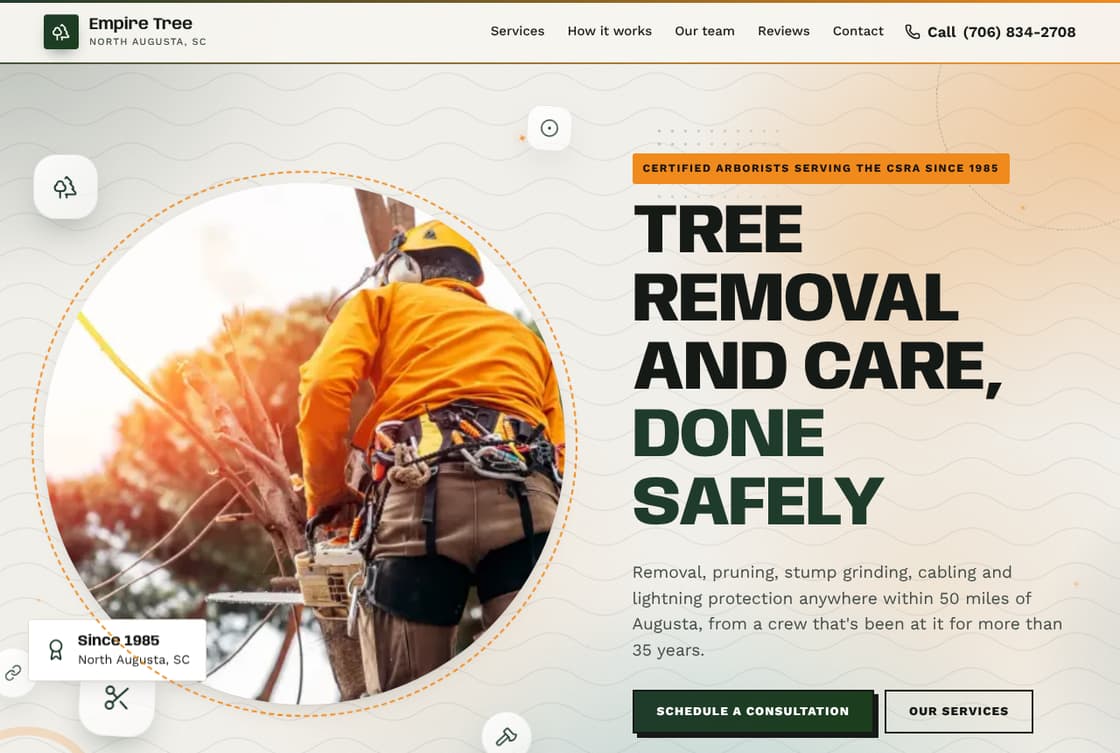 Empire Tree
NORTH AUGUSTA, SC
Services
How it works
Our team
Reviews
Contact
Call (706) 834-2708
CERTIFIED ARBORISTS SERVING THE CSRA SINCE 1985
TREE
REMOVAL
AND CARE,
DONE
SAFELY
Removal, pruning, stump grinding, cabling and
lightning protection anywhere within 50 miles of
Augusta, from a crew that's been at it for more than
35 years.
SCHEDULE A CONSULTATION
OUR SERVICES
Since 1985
North Augusta, SC